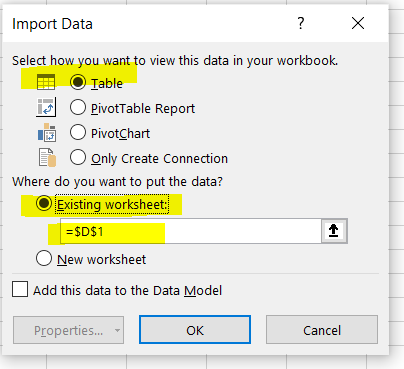 Import Data
?
×
Select how you want to view this data in your workbook.
Table
PivotTable Report
PivotChart
Only Create Connection
Where do you want to put the data?
Existing worksheet:
=$D$1
New worksheet
Add this data to the Data Model
Properties... OK Cancel